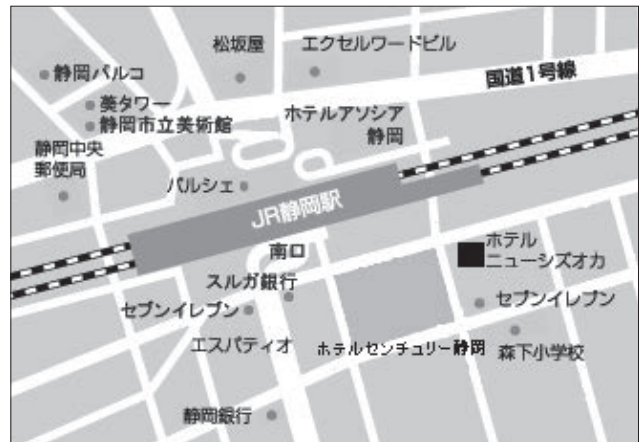 松坂屋
エクセルワードビル
静岡パルコ
国道1号線
葵タワー
静岡市立美術館
ホテルアソシア
静岡
静岡中央
郵便局
パルシェ
JR静岡駅
南口
ホテル
ニューシズオカ
スルガ銀行
セブンイレブン
セブンイレブン
エスパティオ
ホテルセンチュリー静岡
森下小学校
静岡銀行